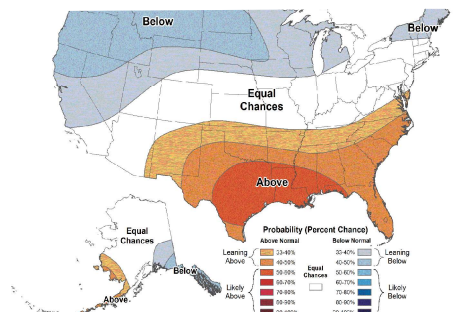 Below
Below
Equal
Chances
Above
Equal
Chances
Below
Above
Probability (Percent Chance)
Above Normal
Below Normal
Leaning
Above
33-40%
40-50%
50-60%
60-70%
70-80%
80-90%
Likely
Above
Equal
Chances
33-40%
40-50%
50-60%
60-70%
70-80%
80-90%
Leaning
Below
Likely
Below